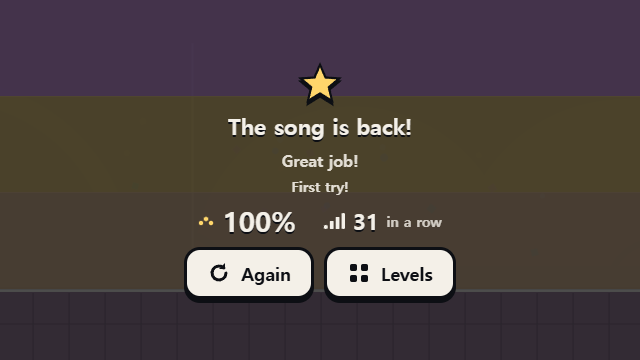 The song is back!
Great job!
First try!
100% 31 in a row
Again Levels